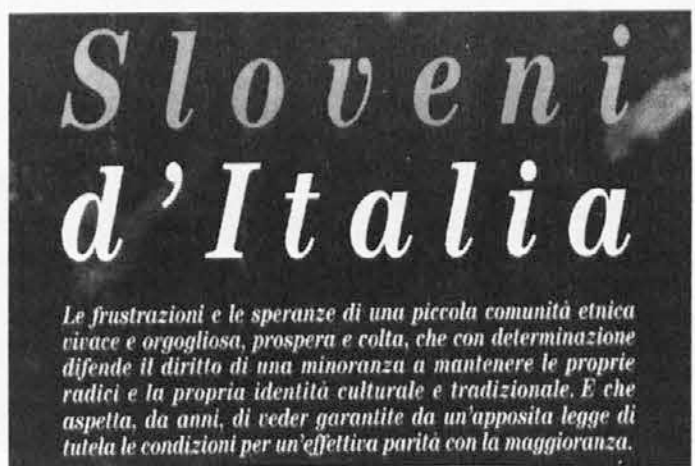 Sloveni
d'Italia
Le frustrazioni e le speranze di una piccola comunità etnica
vivace e orgogliosa, prospera e colta, che con determinazione
difende il diritto di una minoranza a mantenere le proprie
radici e la propria identità culturale e tradizionale. E che
aspetta, da anni, di veder garantite da un'apposita legge di
tutela le condizioni per un'effettiva parità con la maggioranza.